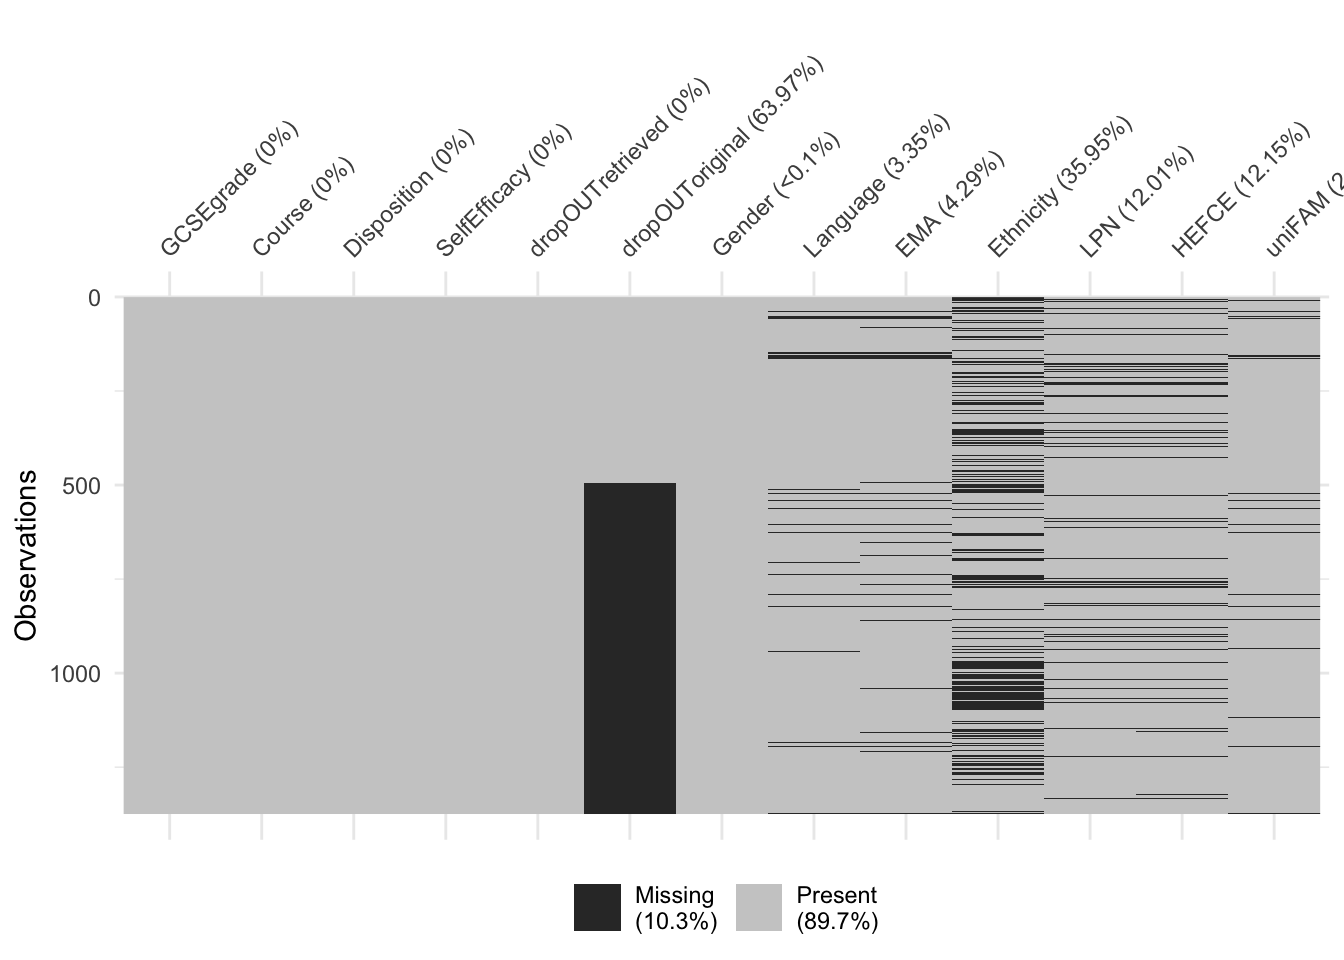 GCSEgrade (0%)
Course (0%)
Disposition (0%)
SelfEfficacy (0%)
dropOUTretrieved (0%)
dropOUToriginal (63.97%)
Gender (<0.1%)
Language (3.35%)
EMA (4.29%)
Ethnicity (35.95%)
LPN (12.01%)
HEFCE (12.15%)
uniFAM (2
0
500
1000
Observations
Missing
(10.3%)
Present
(89.7%)